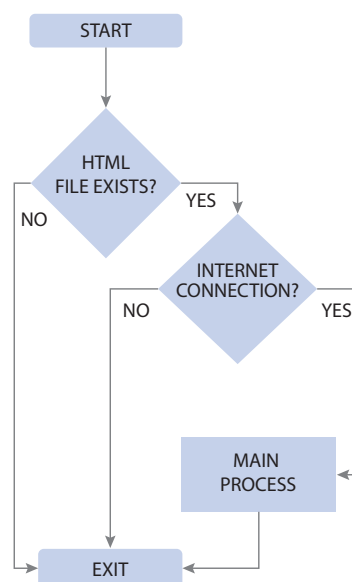 START
HTML
FILE EXISTS?
NO
YES
INTERNET
CONNECTION?
NO
YES
MAIN
PROCESS
EXIT